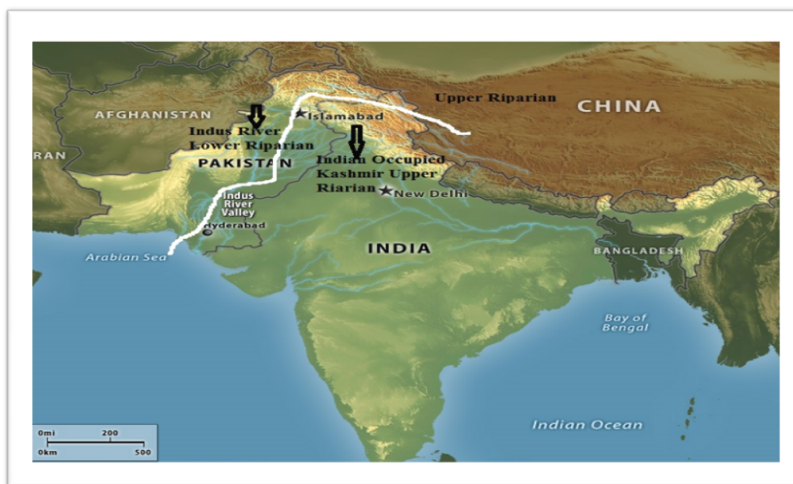 Upper Riparian
CHINA
AFGHANISTAN
Islamabad
Indus River
Lower Riparian
RAN
PAKISTAN
Indian Occupied
Kashmir Upper
Riarian
New Delhi
Indus
River
Valley
Hyderabad
Arabian Sea
INDIA
BANGLADESH
Bay of
Bengal
Indian Ocean
0mi 200
0km 500